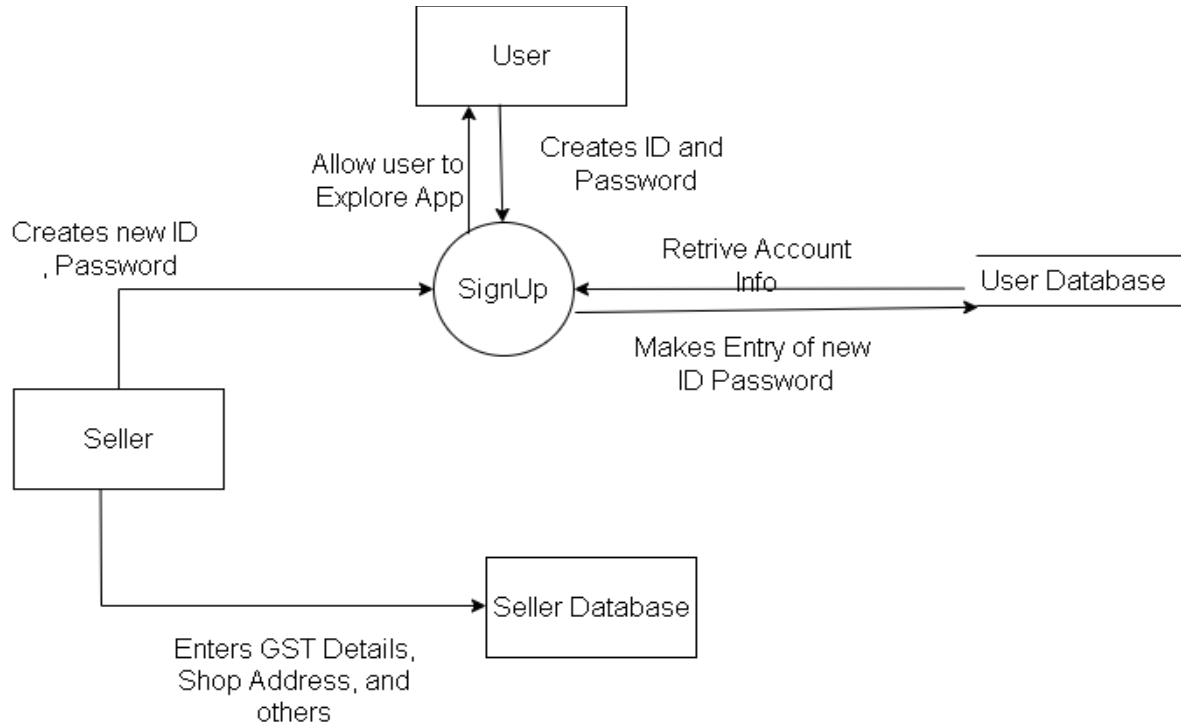 User
Allow user to
Explore App
Creates ID and
Password
Creates new ID
, Password
SignUp
Retrive Account
Info
User Database
Makes Entry of new
ID Password
Seller
Seller Database
Enters GST Details,
Shop Address, and
others